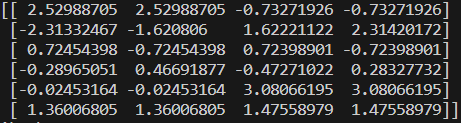 [[ 2.52988705  2.52988705 -0.73271926 -0.73271926]
[-2.31332467 -1.620806    1.62221122  2.31420172]
[ 0.72454398 -0.72454398  0.72398901 -0.72398901]
[-0.28965051  0.46691877 -0.47271022  0.28327732]
[-0.02453164 -0.02453164  3.08066195  3.08066195]
[ 1.36006805  1.36006805  1.47558979  1.47558979]]